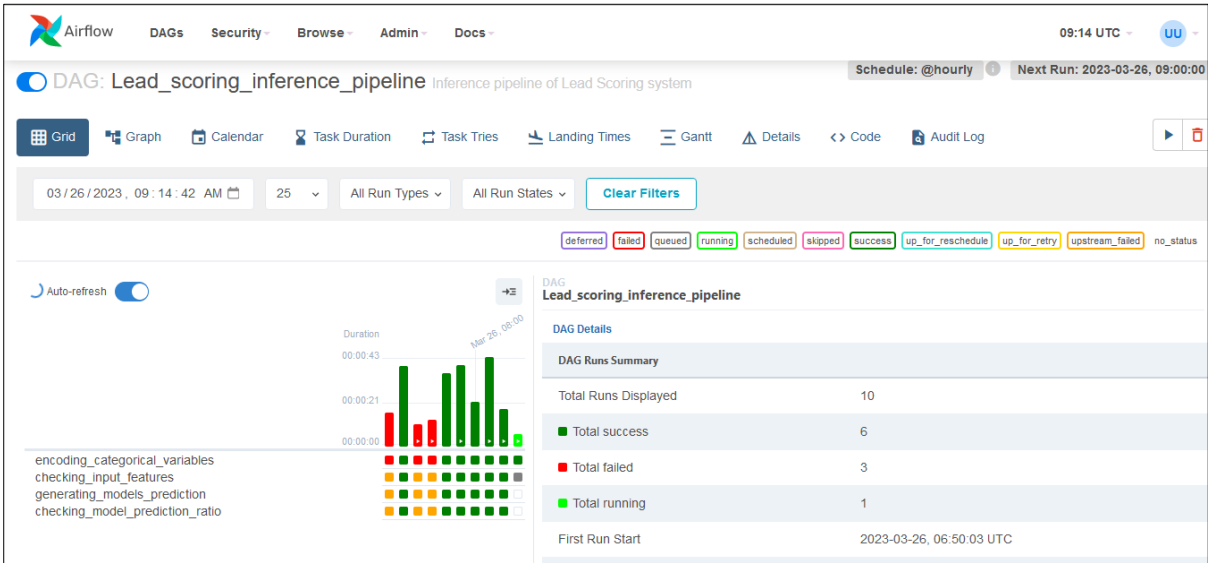 Airflow DAGs Security Browse Admin Docs 09:14 UTC UU
DAG: Lead_scoring_inference_pipeline Inference pipeline of Lead Scoring system Schedule: @hourly i Next Run: 2023-03-26, 09:00:00
Grid Graph Calendar Task Duration Task Tries Landing Times Gantt Details Code Audit Log
03/26/2023, 09:14:42 AM 25 All Run Types All Run States Clear Filters
deferred failed queued running scheduled skipped success up_for_reschedule up_for_retry upstream_failed no_status
Auto-refresh
Duration
Mar 26, 08:00
00:00:43
00:00:21
00:00:00
encoding_categorical_variables
checking_input_features
generating_models_prediction
checking_model_prediction_ratio
DAG
Lead_scoring_inference_pipeline
DAG Details
DAG Runs Summary
Total Runs Displayed 10
Total success 6
Total failed 3
Total running 1
First Run Start 2023-03-26, 06:50:03 UTC